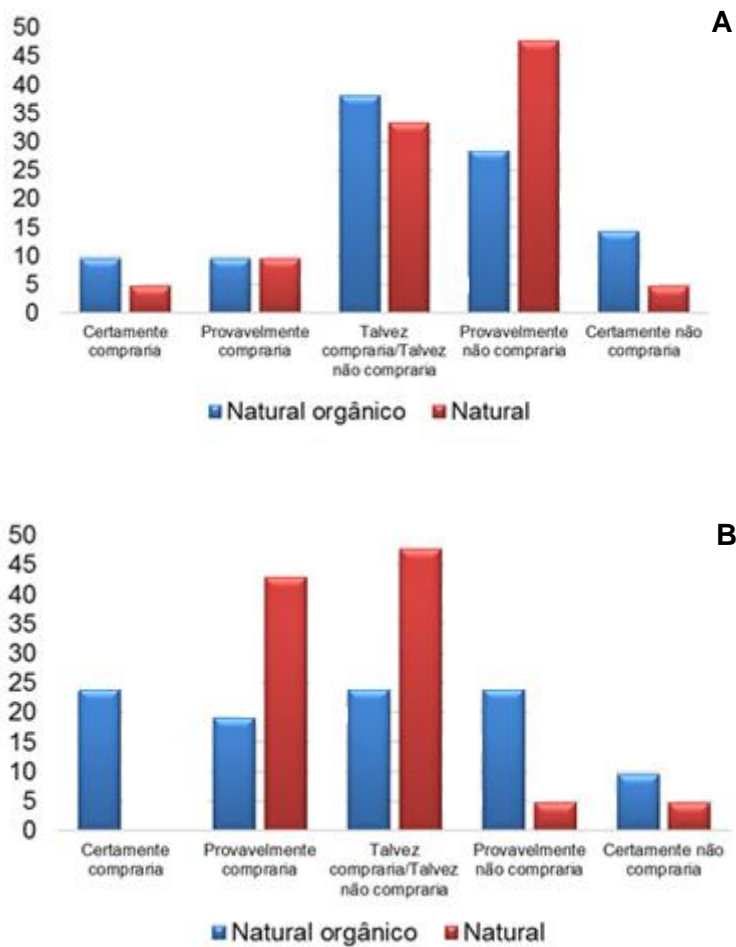 A
50
45
40
35
30
25
20
15
10
5
0
Certamente
compraria
Provavelmente
compraria
Talvez
compraria/Talvez
não compraria
Provavelmente
não compraria
Certamente não
compraria
Natural orgânico
Natural
B
50
45
40
35
30
25
20
15
10
5
0
Certamente
compraria
Provavelmente
compraria
Talvez
compraria/Talvez
não compraria
Provavelmente
não compraria
Certamente não
compraria
Natural orgânico
Natural